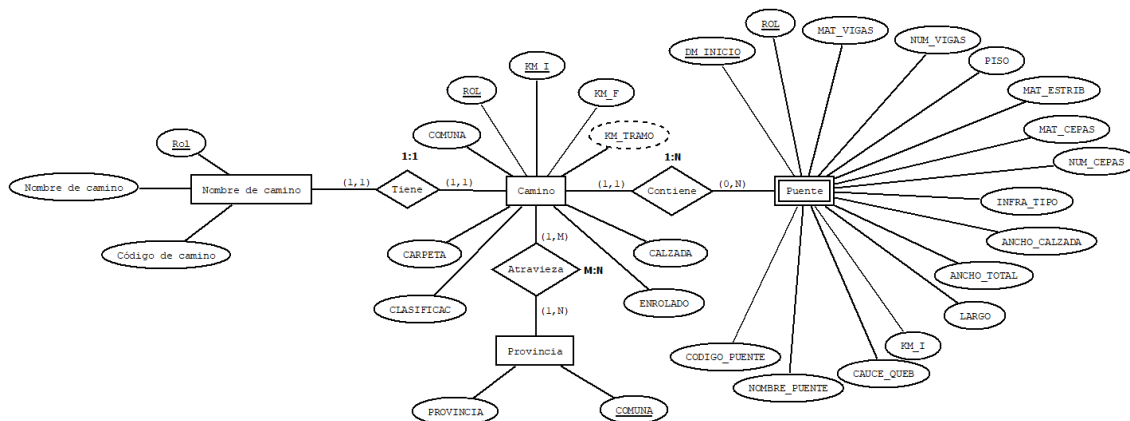 ROL
MAT_VIGAS
NUM_VIGAS
DM_INICIO
PISO
KM_I
ROL
KM_F
MAT_ESTRIB
COMUNA
KM_TRAMO
MAT_CEPAS
Rol
1:1
1:N
NUM_CEPAS
Nombre de camino
Nombre de camino
(1,1)
Tiene
(1,1)
Camino
(1,1)
Contiene
(0,N)
Puente
INFRA_TIPO
Código de camino
CARPETA
(1,M)
CALZADA
ANCHO_CALZADA
Atravieza
M:N
ANCHO_TOTAL
CLASIFICAC
(1,N)
ENROLADO
LARGO
Provincia
CODIGO_PUENTE
KM_I
CAUCE_QUEB
NOMBRE_PUENTE
PROVINCIA
COMUNA